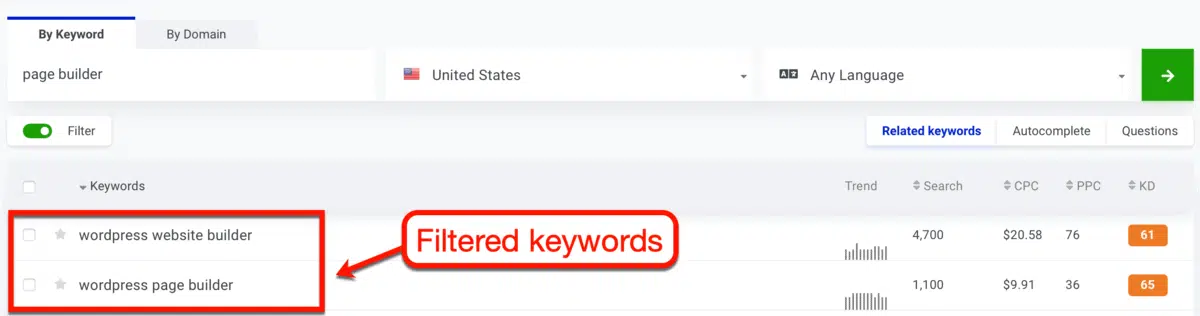 By Keyword By Domain
page builder United States Any Language
Filter Related keywords Autocomplete Questions
Keywords Trend Search CPC PPC KD
wordpress website builder 4,700 $20.58 76 61
Filtered keywords
wordpress page builder 1,100 $9.91 36 65